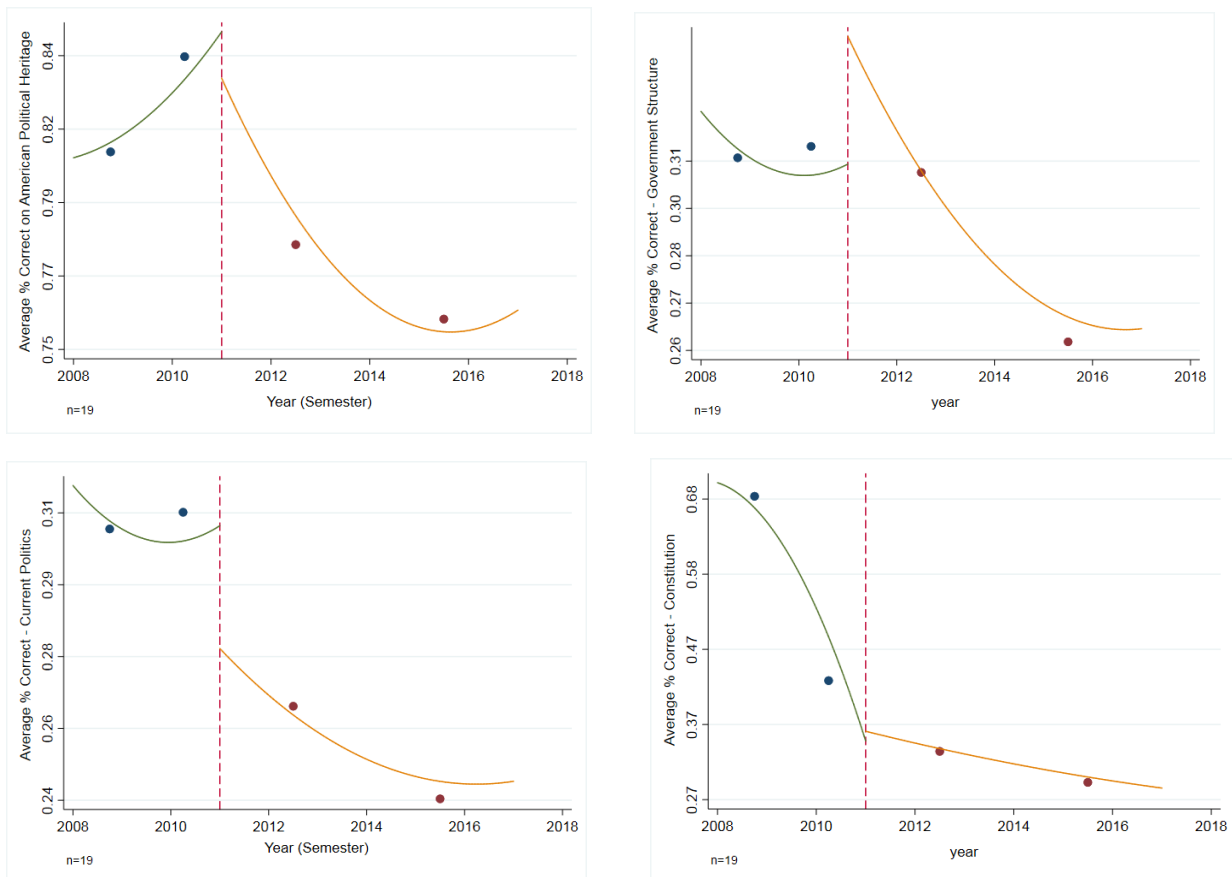 Average % Correct on American Political Heritage
0.84
0.82
0.79
0.77
0.75
2008 2010 2012 2014 2016 2018
Year (Semester)
n=19
Average % Correct - Government Structure
0.31
0.30
0.28
0.27
0.26
2008 2010 2012 2014 2016 2018
year
n=19
Average % Correct - Current Politics
0.31
0.29
0.28
0.26
0.24
2008 2010 2012 2014 2016 2018
Year (Semester)
n=19
Average % Correct - Constitution
0.68
0.58
0.47
0.37
0.27
2008 2010 2012 2014 2016 2018
year
n=19